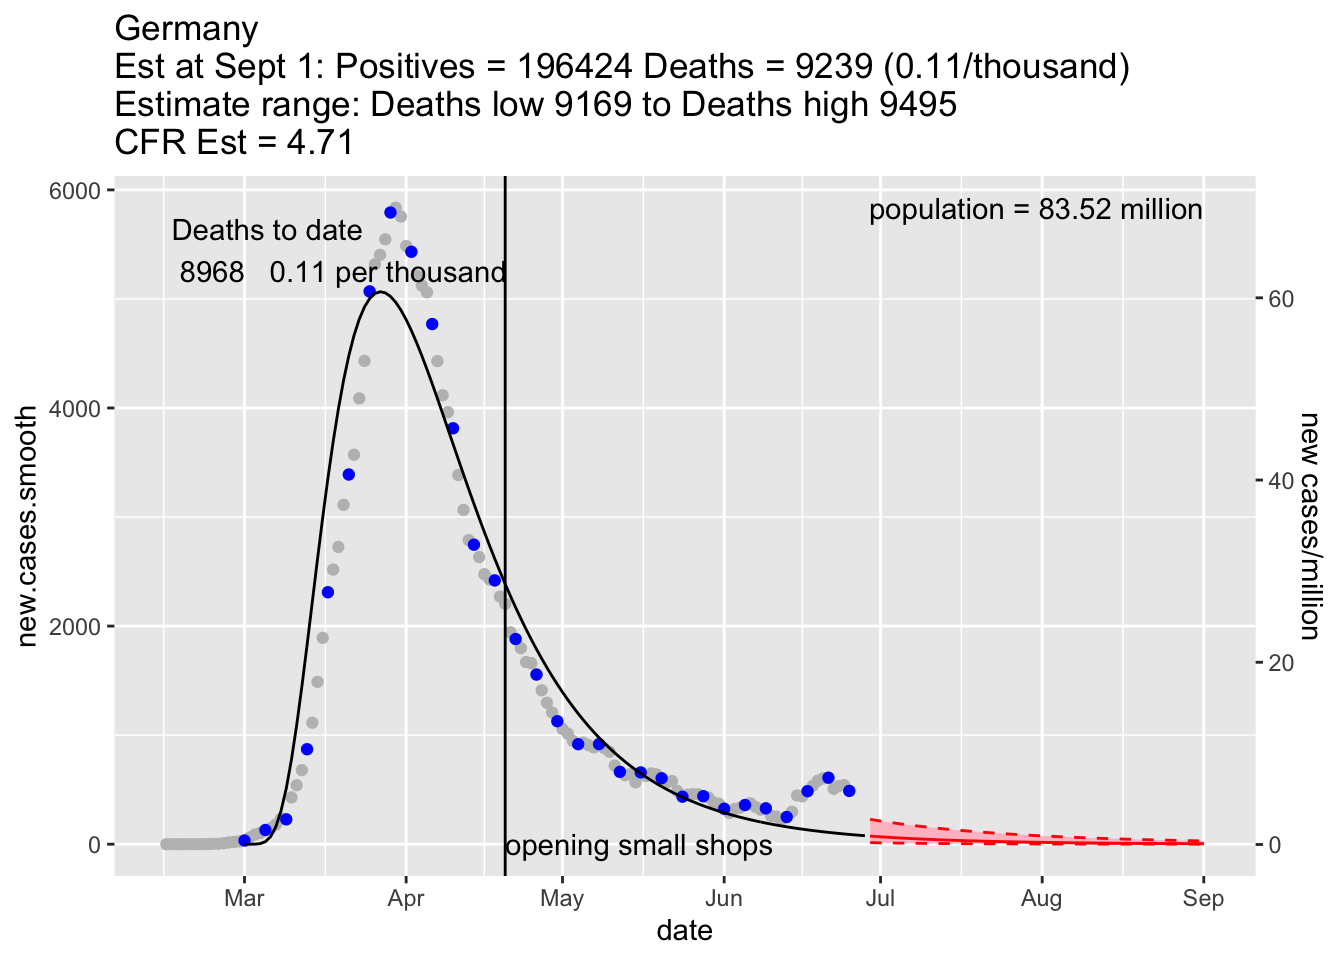 Germany
Est at Sept 1: Positives = 196424 Deaths = 9239 (0.11/thousand)
Estimate range: Deaths low 9169 to Deaths high 9495
CFR Est = 4.71
6000
4000
2000
0
new.cases.smooth
Deaths to date
8968   0.11 per thousand
population = 83.52 million
opening small shops
60
40
20
0
new cases/million
Mar Apr May Jun Jul Aug Sep
date